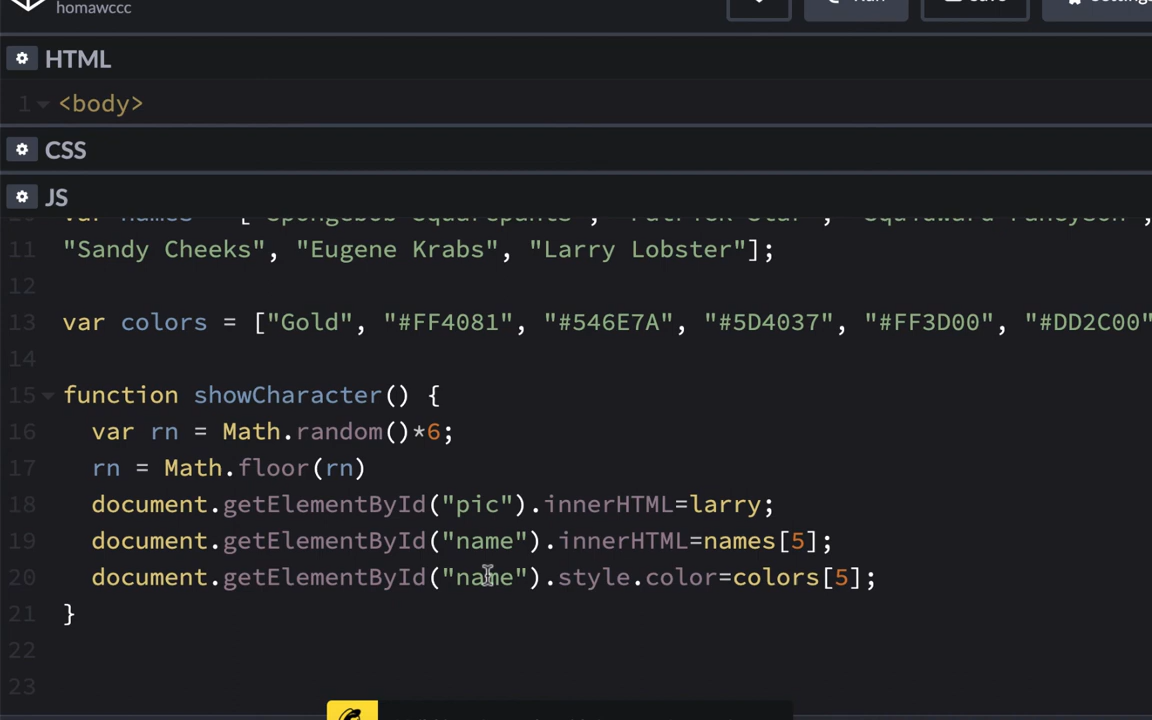 homawccc
HTML
1 <body>
CSS
JS
11 "Sandy Cheeks", "Eugene Krabs", "Larry Lobster"];
12
13 var colors = ["Gold", "#FF4081", "#546E7A", "#5D4037", "#FF3D00", "#DD2C00"
14
15 function showCharacter() {
16 var rn = Math.random()*6;
17 rn = Math.floor(rn)
18 document.getElementById("pic").innerHTML=larry;
19 document.getElementById("name").innerHTML=names[5];
20 document.getElementById("name").style.color=colors[5];
21 }
22
23